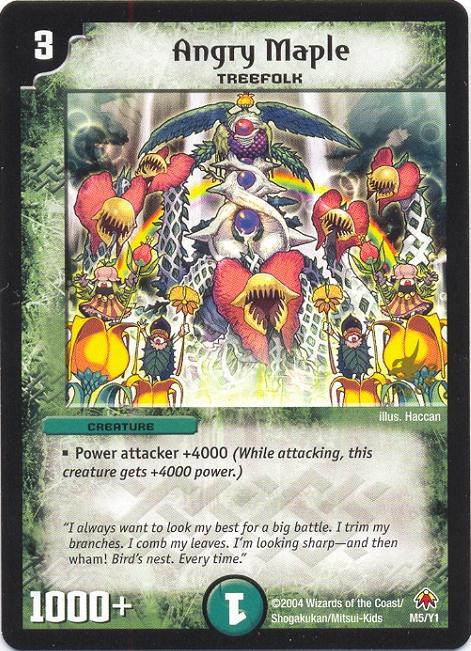 3
Angry Maple
TREEFOLK
illus. Haccan
CREATURE
▪ Power attacker +4000 (While attacking, this
creature gets +4000 power.)
"I always want to look my best for a big battle. I trim my
branches. I comb my leaves. I'm looking sharp—and then
wham! Bird's nest. Every time."
1000+
1
©2004 Wizards of the Coast/
Shogakukan/Mitsui-Kids
M5/Y1